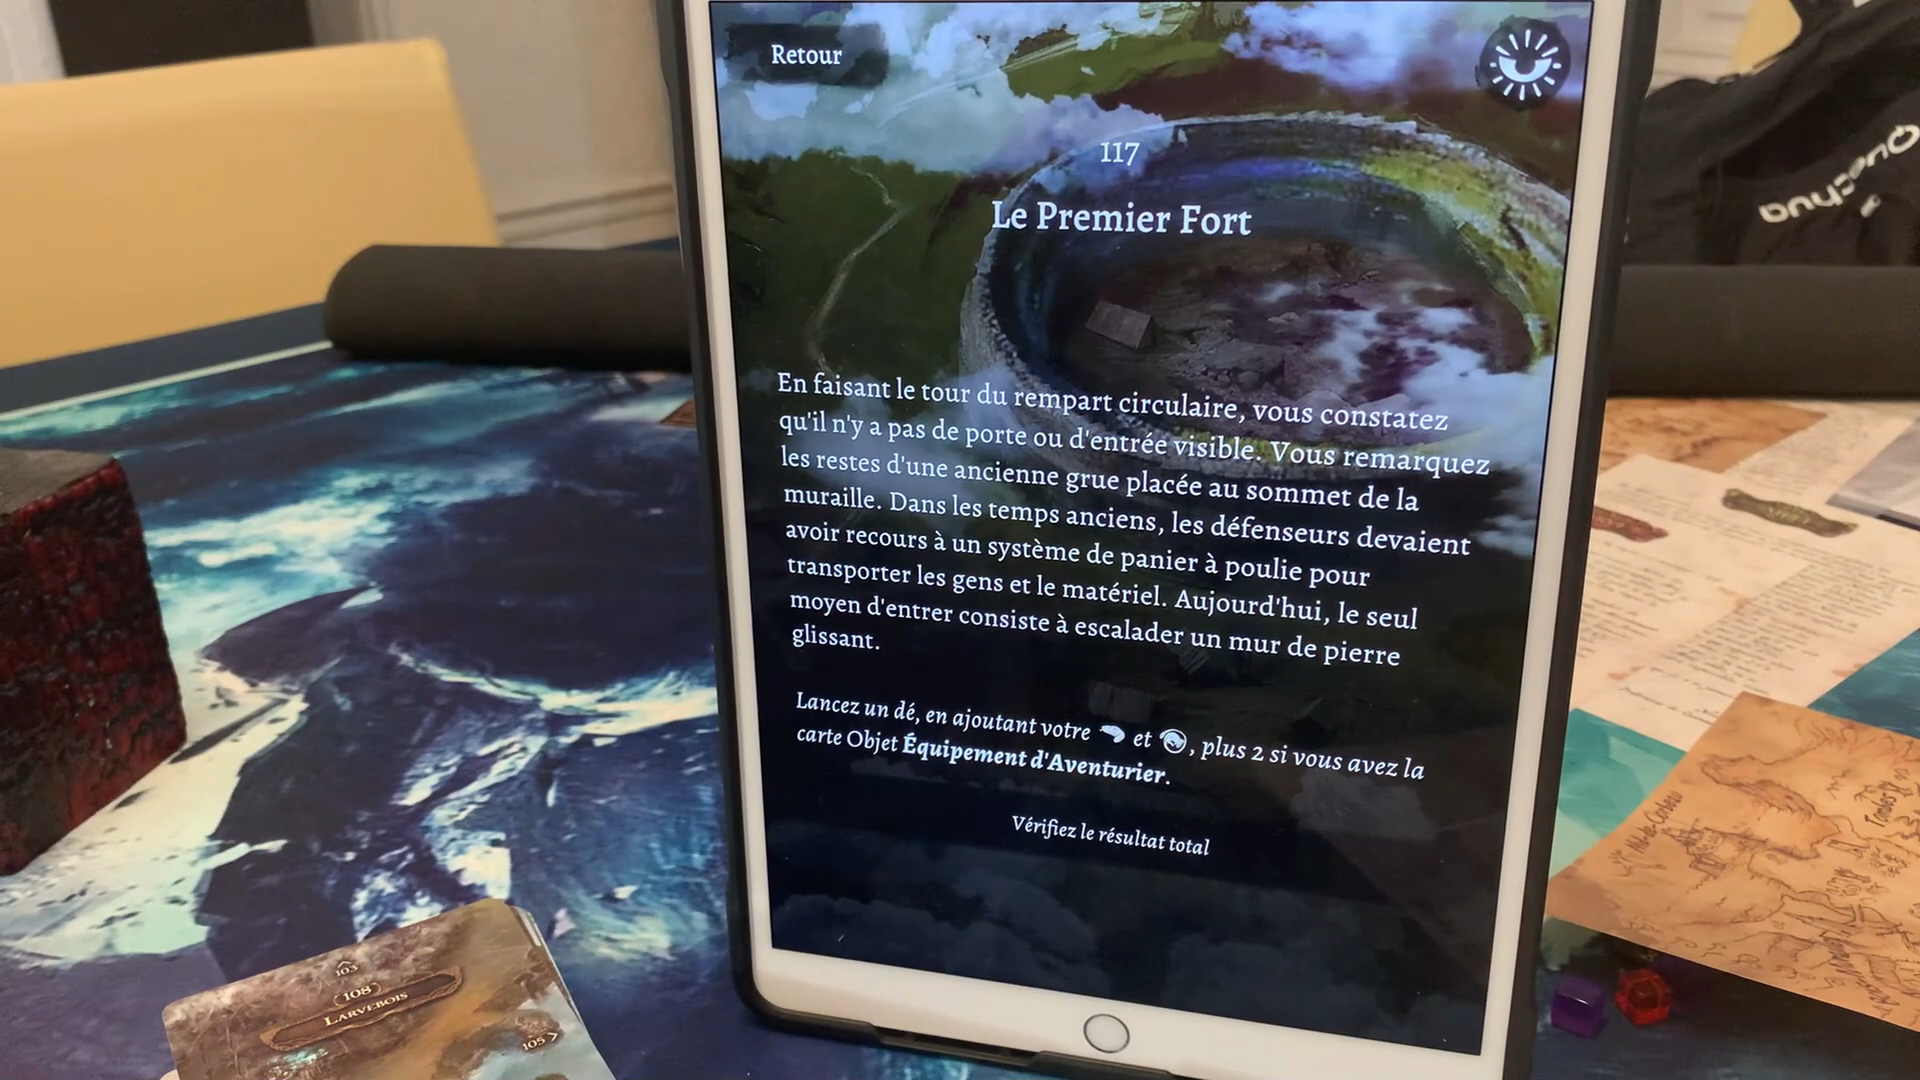 Retour
117
Le Premier Fort
En faisant le tour du rempart circulaire, vous constatez
qu'il n'y a pas de porte ou d'entrée visible. Vous remarquez
les restes d'une ancienne grue placée au sommet de la
muraille. Dans les temps anciens, les défenseurs devaient
avoir recours à un système de panier à poulie pour
transporter les gens et le matériel. Aujourd'hui, le seul
moyen d'entrer consiste à escalader un mur de pierre
glissant.
Lancez un dé, en ajoutant votre et , plus 2 si vous avez la
carte Objet Équipement d'Aventurier.
Vérifiez le résultat total
Quechua
103
108
LARVEBOIS
105